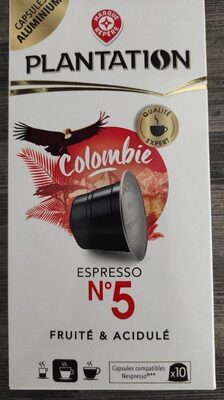 CAPSULES
ALUMINIUM
MARQUE
REPÈRE
PLANTATION
QUALITÉ
EXPERT
Colombie
ESPRESSO
N°5
FRUITÉ & ACIDULÉ
Capsules compatibles
Nespresso®**
x10